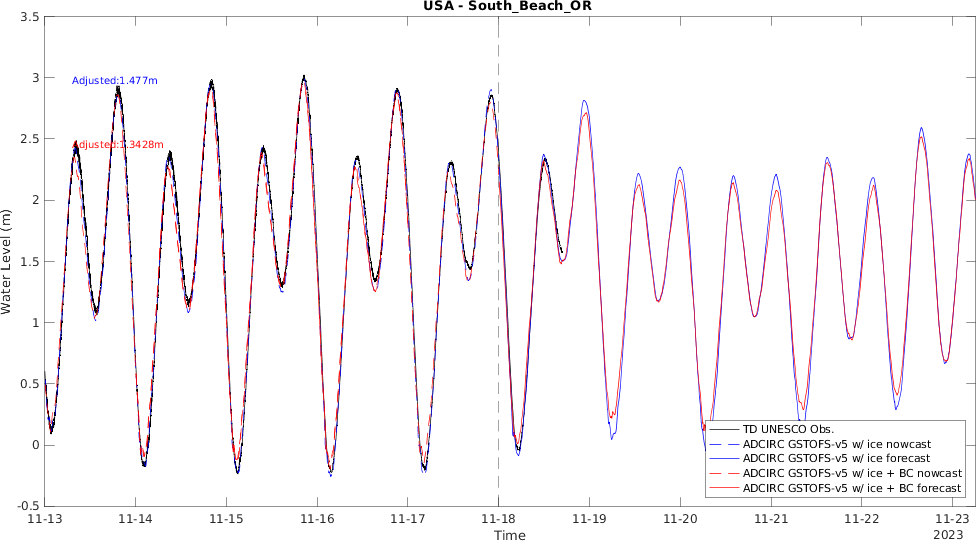 USA - South_Beach_OR
3.5
3
2.5
2
1.5
1
0.5
0
-0.5
Water Level (m)
Adjusted:1.477m
Adjusted:1.3428m
TD UNESCO Obs.
ADCIRC GSTOFS-v5 w/ ice nowcast
ADCIRC GSTOFS-v5 w/ ice forecast
ADCIRC GSTOFS-v5 w/ ice + BC nowcast
ADCIRC GSTOFS-v5 w/ ice + BC forecast
11-13 11-14 11-15 11-16 11-17 11-18 11-19 11-20 11-21 11-22 11-23
Time
2023